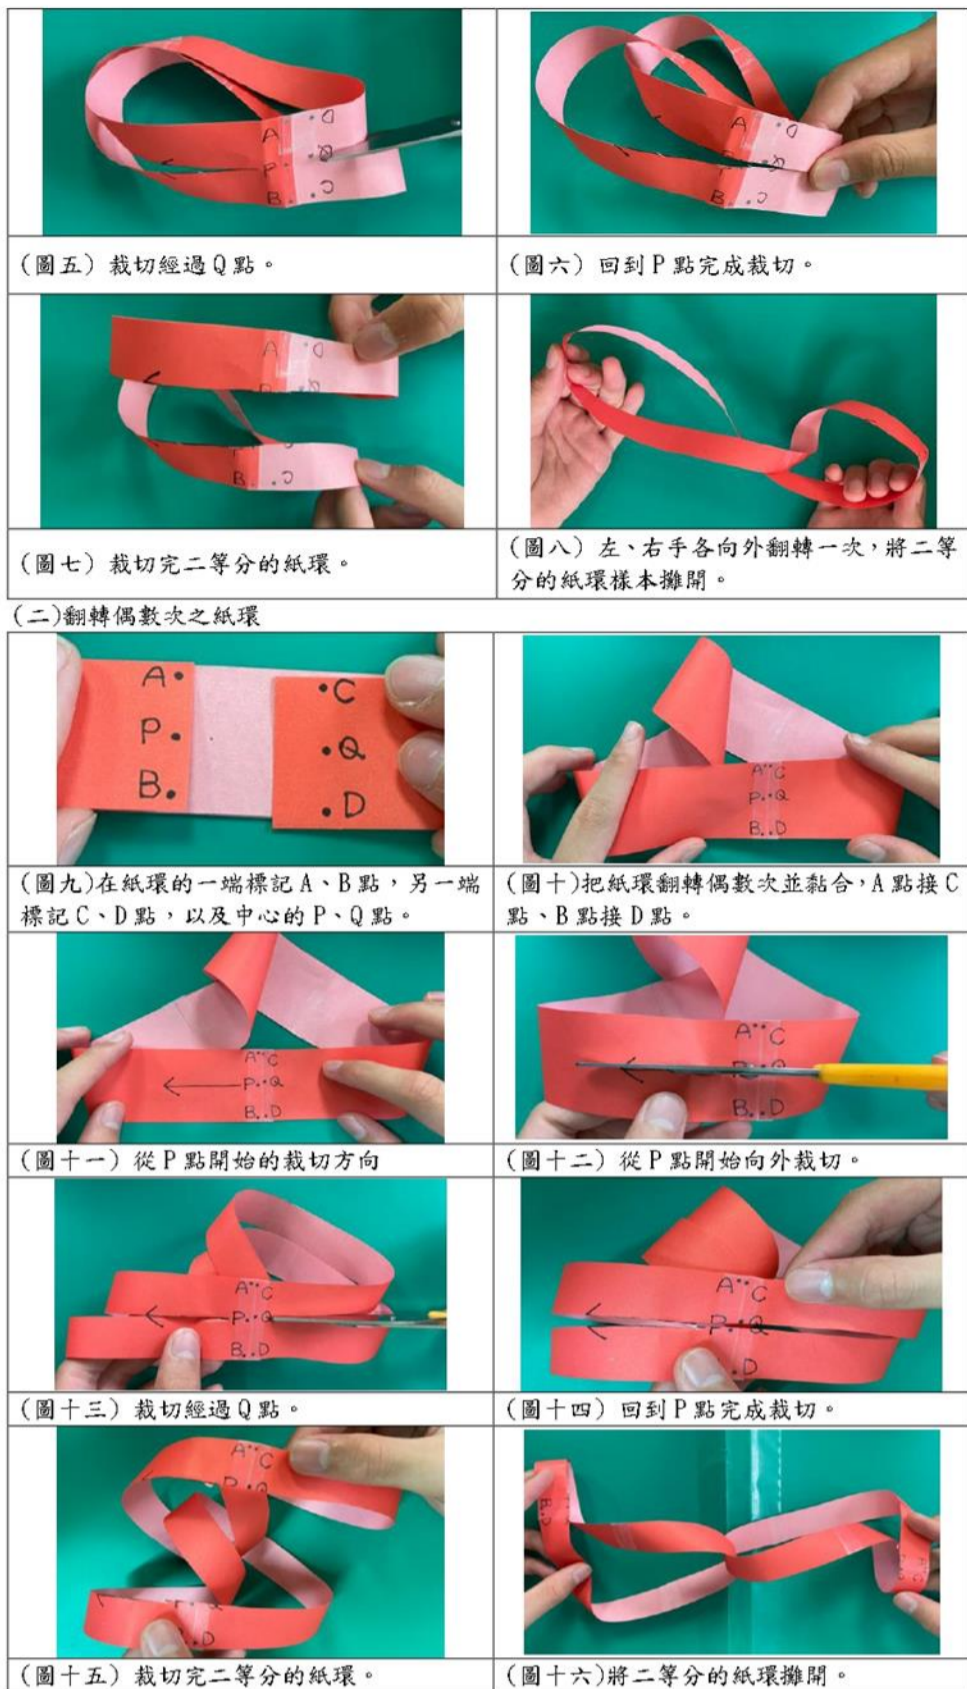 A
P
B
D
Q
C
A
D
B
C
(圖五) 裁切經過Q點。
(圖六) 回到P點完成裁切。
A
D
Q
B
C
(圖七) 裁切完二等分的紙環。
(圖八) 左、右手各向外翻轉一次,將二等
分的紙環樣本攤開。
(二)翻轉偶數次之紙環
A
C
P
Q
B
D
A C
P Q
B D
(圖九)在紙環的一端標記A、B點,另一端
標記C、D點,以及中心的P、Q點。
(圖十)把紙環翻轉偶數次並黏合,A點接C
點、B點接D點。
A C
P Q
B D
A C
B D
(圖十一) 從P點開始的裁切方向
(圖十二) 從P點開始向外裁切。
A C
P Q
B D
A C
P Q
D
(圖十三) 裁切經過Q點。
(圖十四) 回到P點完成裁切。
A C
D
B D
(圖十五) 裁切完二等分的紙環。
(圖十六)將二等分的紙環攤開。